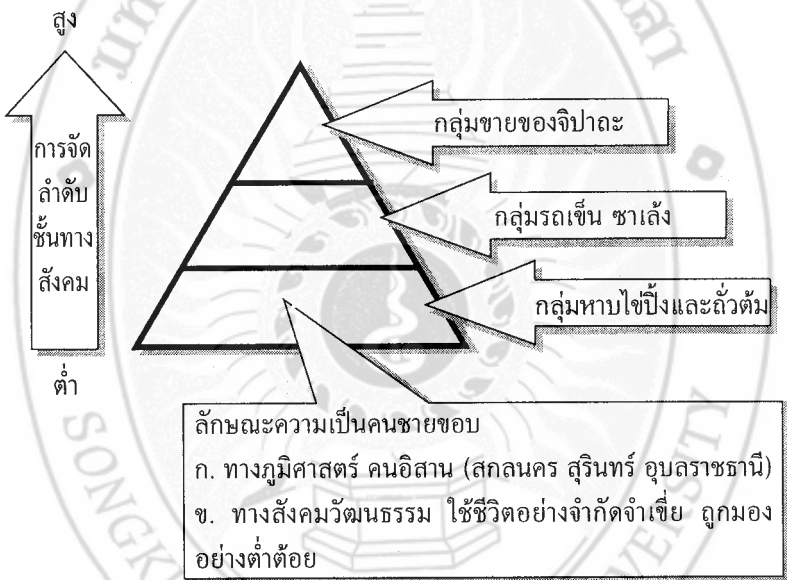 สูง
การจัด
ลำดับ
ชั้นทาง
สังคม
ต่ำ
กลุ่มขายของจิปาถะ
กลุ่มรถเข็น ซาเล้ง
กลุ่มหาบไข่ปิ้งและถั่วต้ม
ลักษณะความเป็นคนชายขอบ
ก. ทางภูมิศาสตร์ คนอิสาน (สกลนคร สุรินทร์ อุบลราชธานี)
ข. ทางสังคมวัฒนธรรม ใช้ชีวิตอย่างจำกัดจำเขี่ย ถูกมอง
อย่างต่ำต้อย